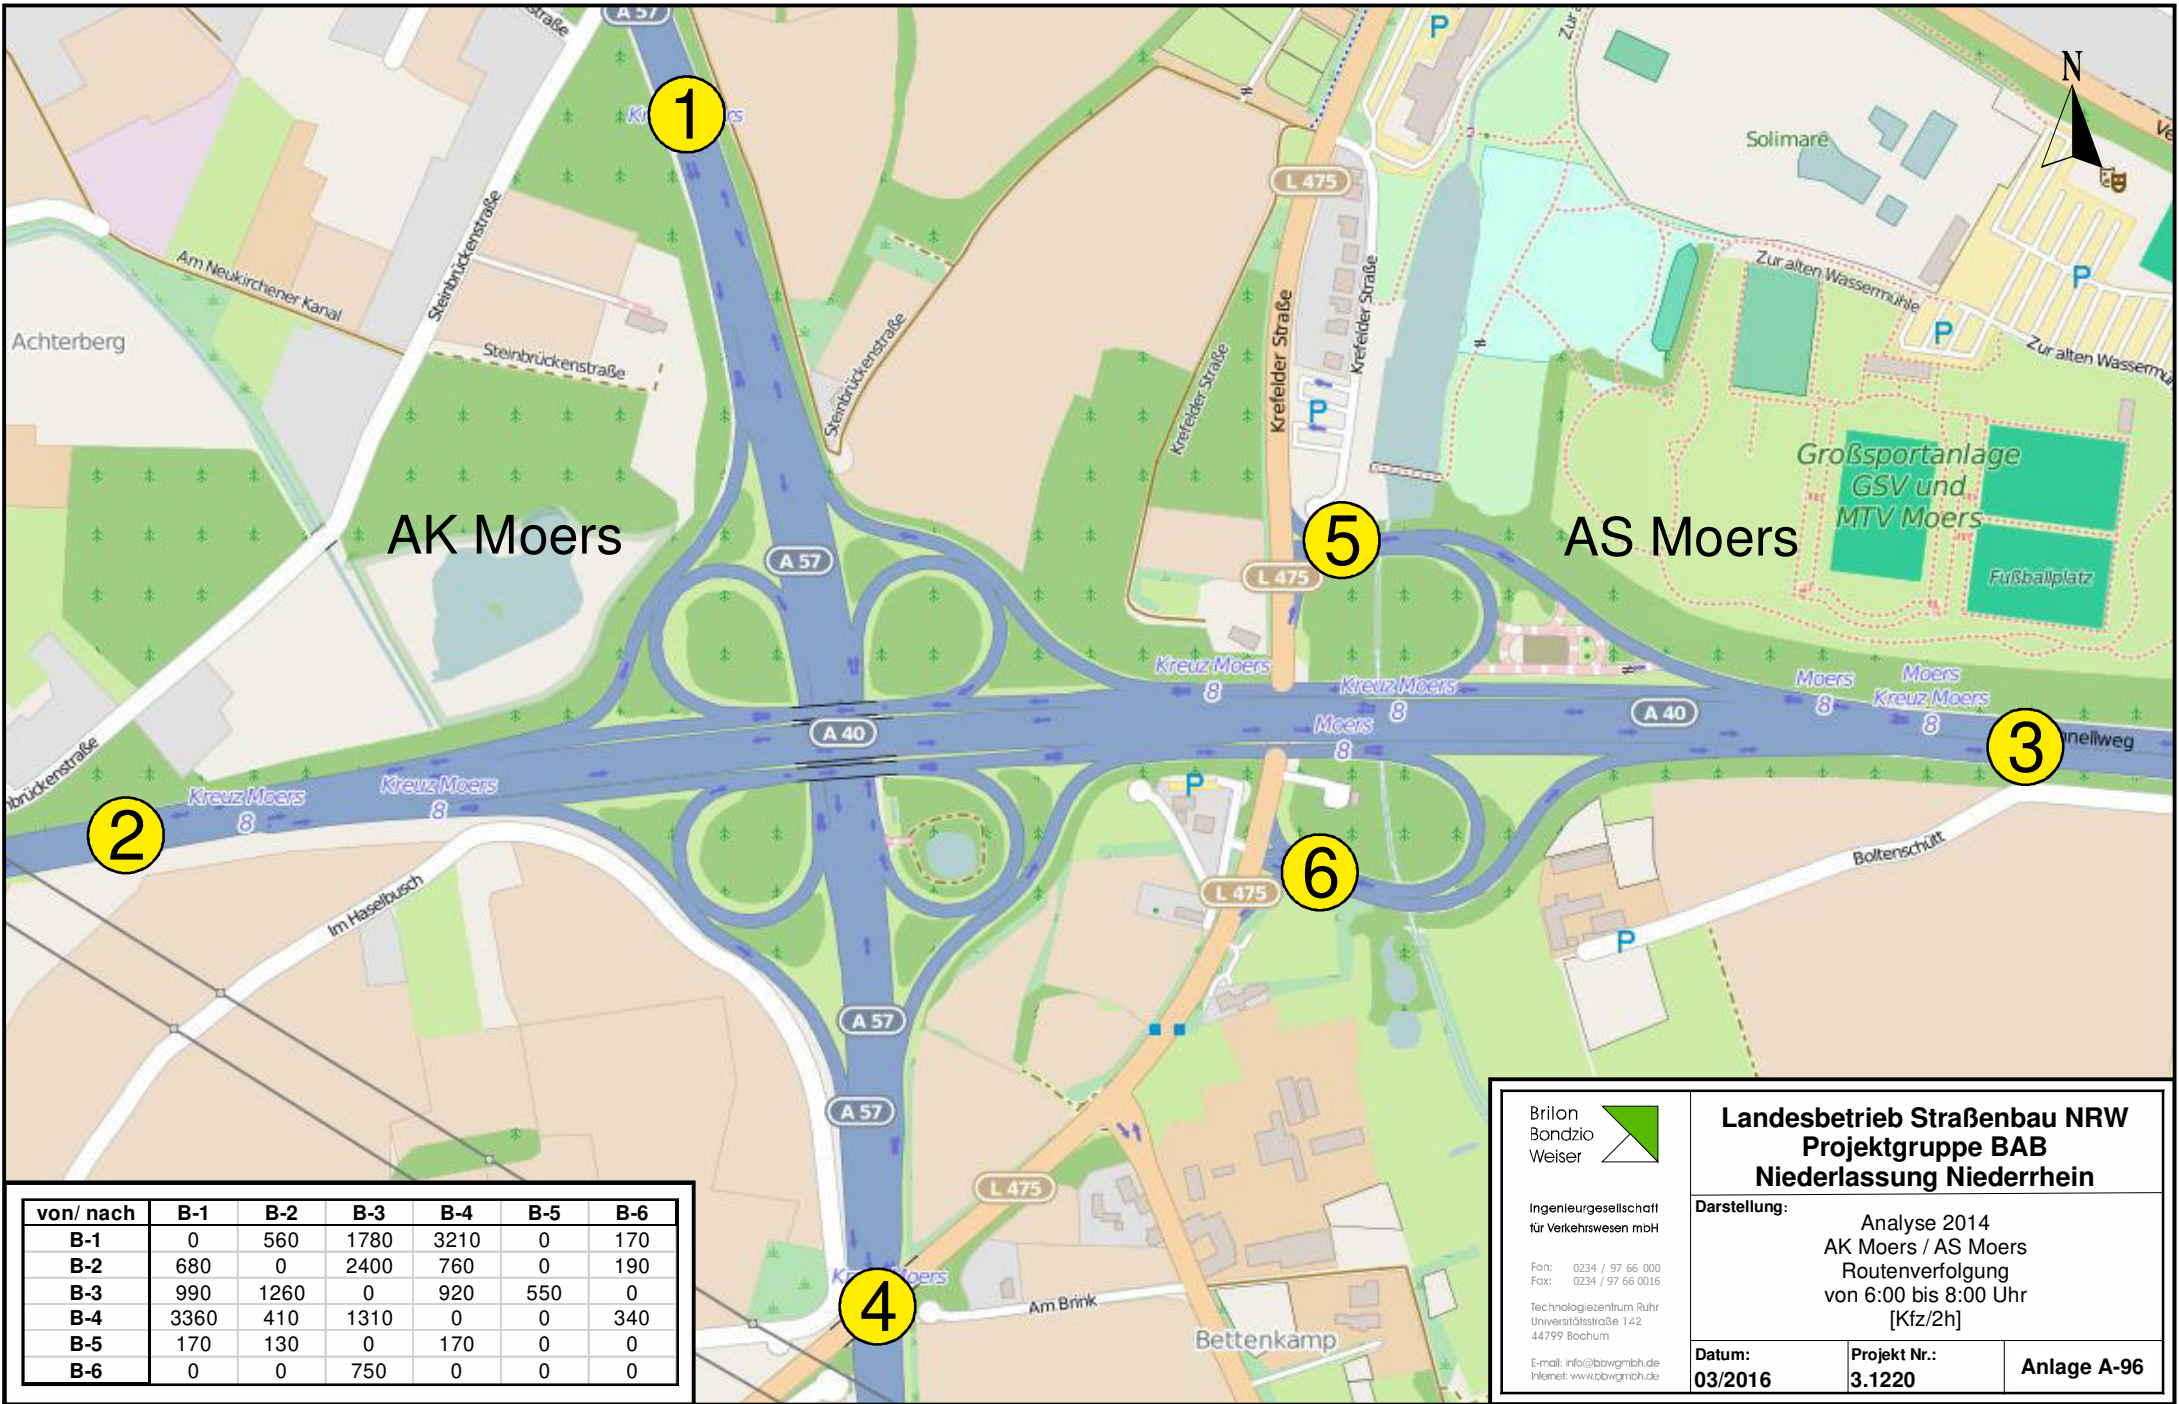 A 57
straße
Zur a
N
1
L 475
Solimare
Am Neukirchener Kanal
Steinbrückenstraße
Achterberg
Steinbrückenstraße
Steinbrückenstraße
Krefelder Straße
Krefelder Straße
Krefelder Straße
Zur alten Wassermühle
Zur alten Wassermü
P
P
P
P
Großsportanlage
GSV und
MTV Moers
Fußballplatz
AK Moers
AS Moers
5
A 57
L 475
Kreuz Moers
8
Kreuz Moers
8
Moers
8
Moers
8
Moers
Kreuz Moers
8
A 40
A 40
3
hnellweg
nbrückenstraße
Kreuz Moers
8
Kreuz Moers
8
2
P
6
L 475
Im Haselbusch
Boltenschütt
P
A 57
A 57
L 475
4
Am Brink
Bettenkamp
von/ nach B-1 B-2 B-3 B-4 B-5 B-6
B-1 0 560 1780 3210 0 170
B-2 680 0 2400 760 0 190
B-3 990 1260 0 920 550 0
B-4 3360 410 1310 0 0 340
B-5 170 130 0 170 0 0
B-6 0 0 750 0 0 0
Brilon
Bondzio
Weiser
Ingenieurgesellschaft
für Verkehrswesen mbH
Fon: 0234 / 97 66 000
Fax: 0234 / 97 66 0016
Technologiezentrum Ruhr
Universitätsstraße 142
44799 Bochum
E-mail: info@bbwgmbh.de
Internet: www.bbwgmbh.de
Landesbetrieb Straßenbau NRW
Projektgruppe BAB
Niederlassung Niederrhein
Darstellung:
Analyse 2014
AK Moers / AS Moers
Routenverfolgung
von 6:00 bis 8:00 Uhr
[Kfz/2h]
Datum:
03/2016
Projekt Nr.:
3.1220
Anlage A-96